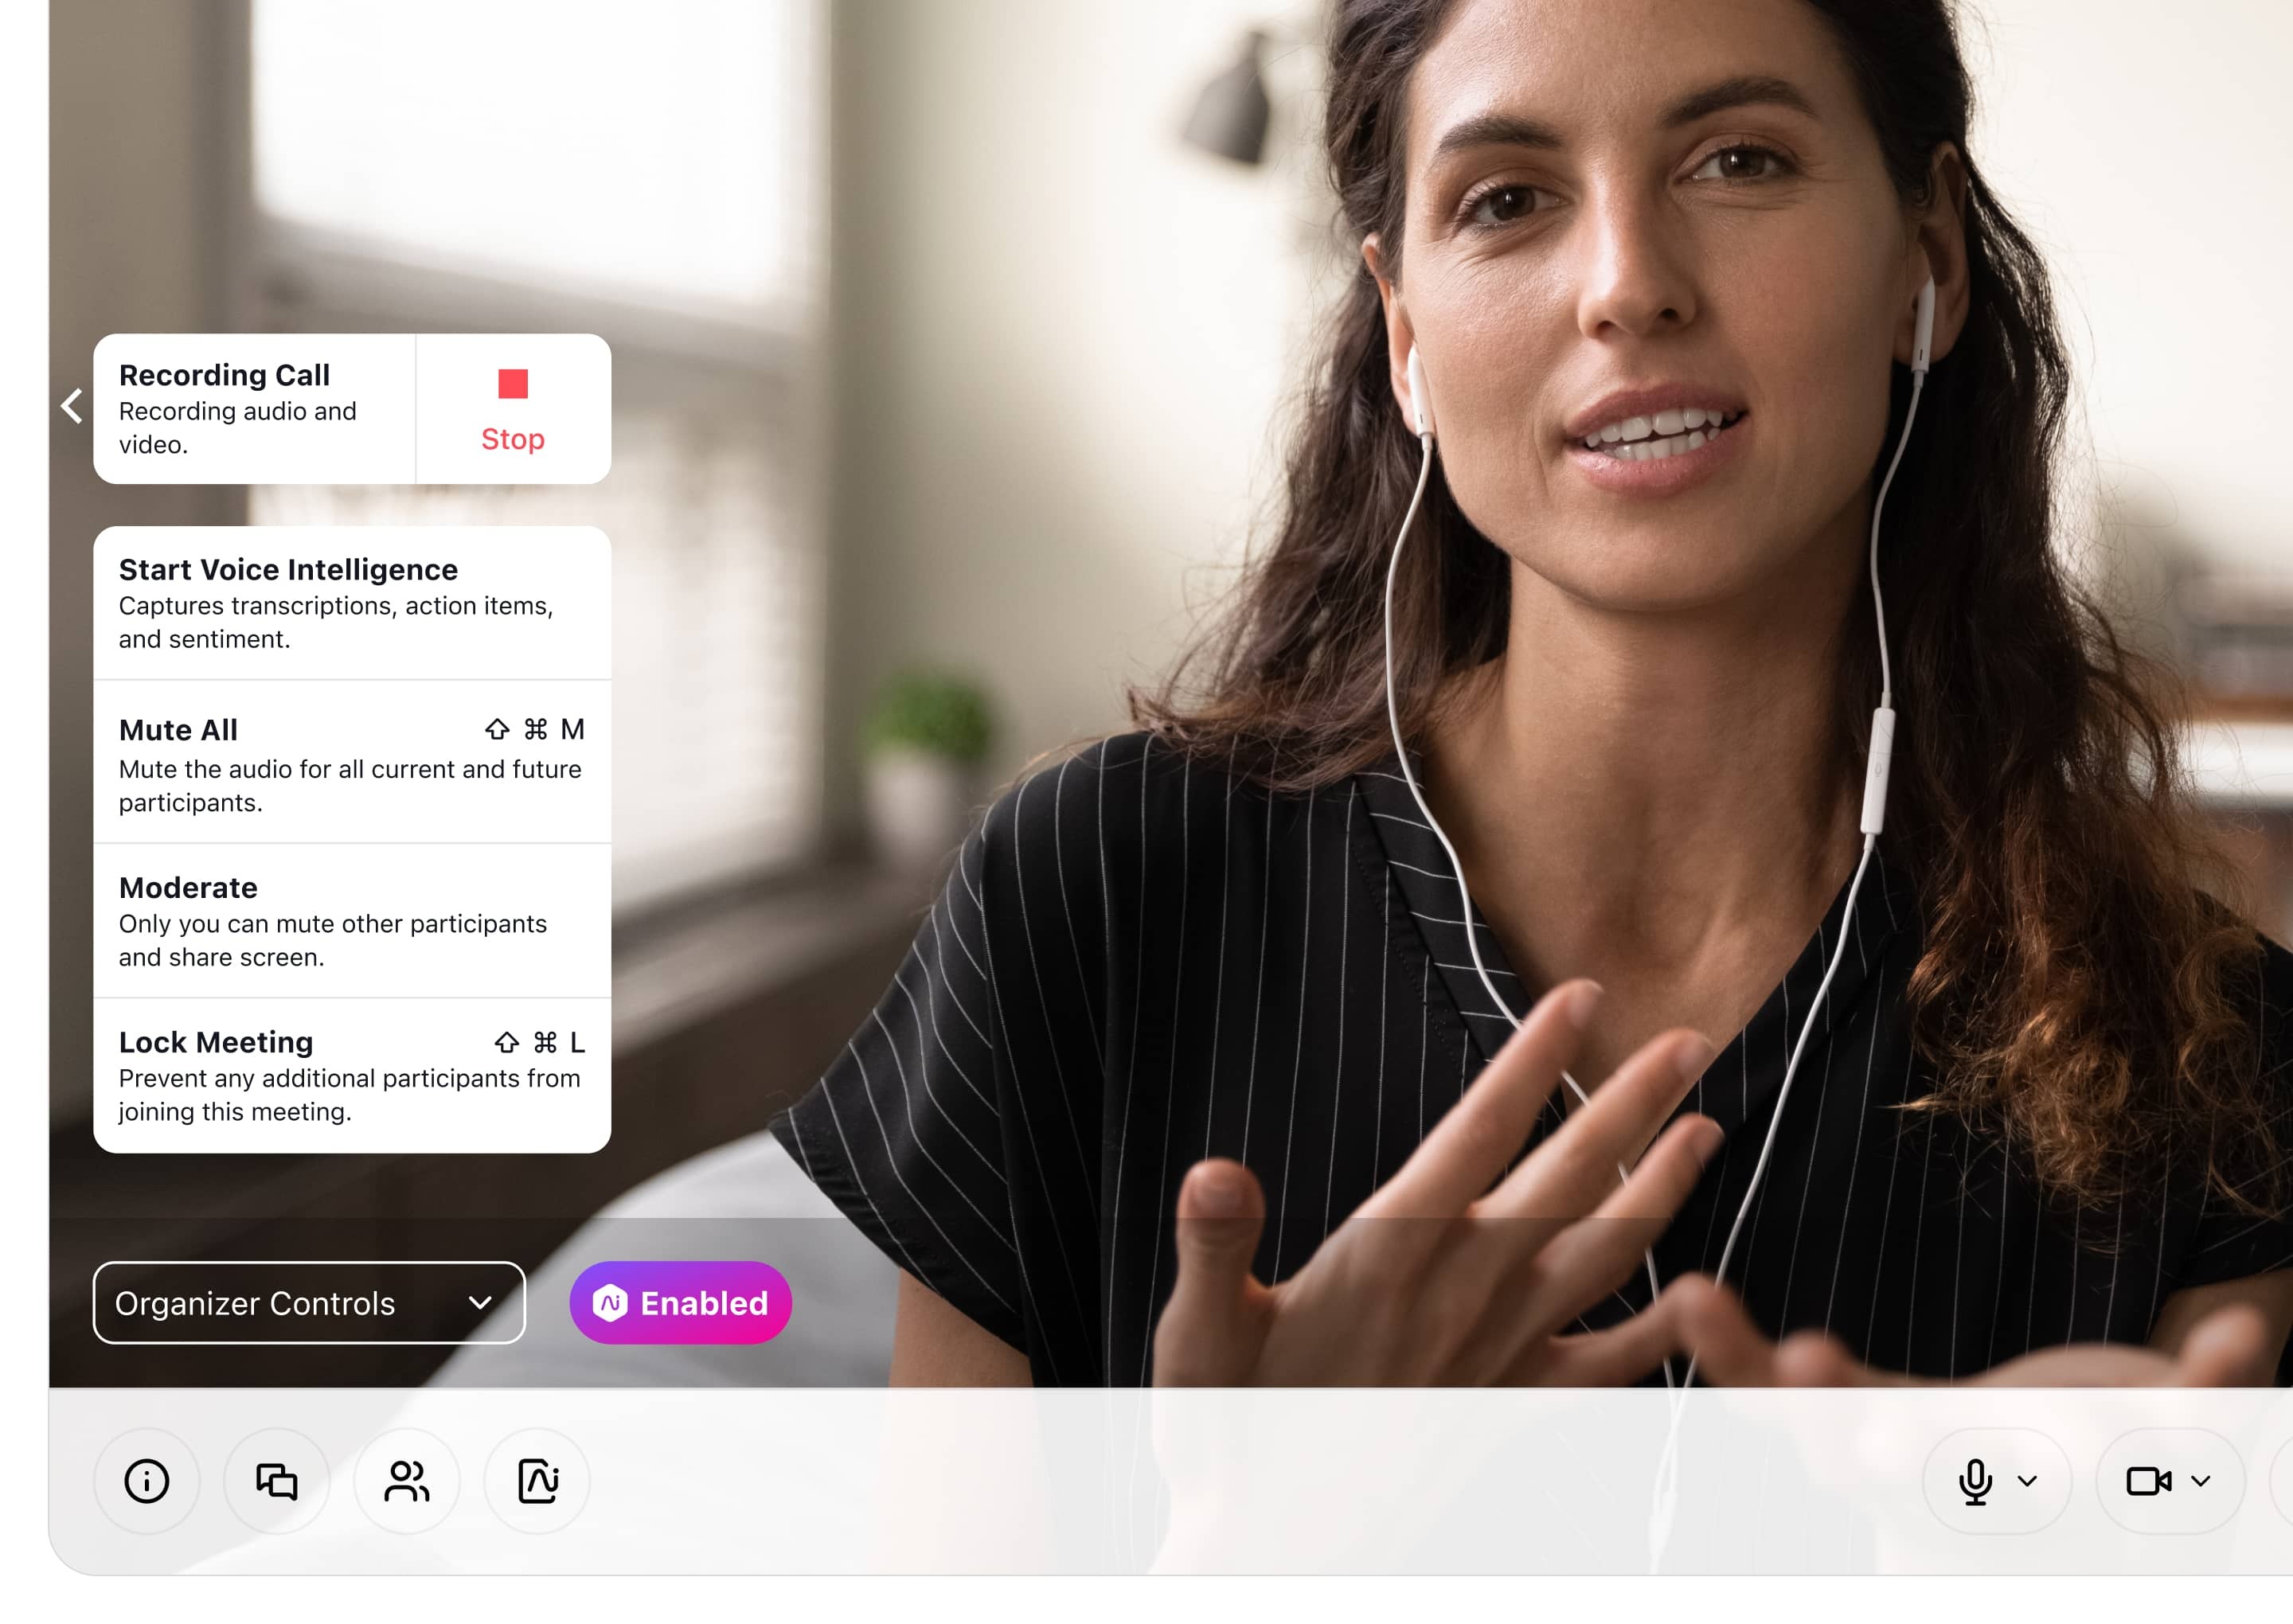 Recording Call
Recording audio and
video.
Stop
Start Voice Intelligence
Captures transcriptions, action items,
and sentiment.
Mute All ⇧ ⌘ M
Mute the audio for all current and future
participants.
Moderate
Only you can mute other participants
and share screen.
Lock Meeting ⇧ ⌘ L
Prevent any additional participants from
joining this meeting.
Organizer Controls
Ai Enabled